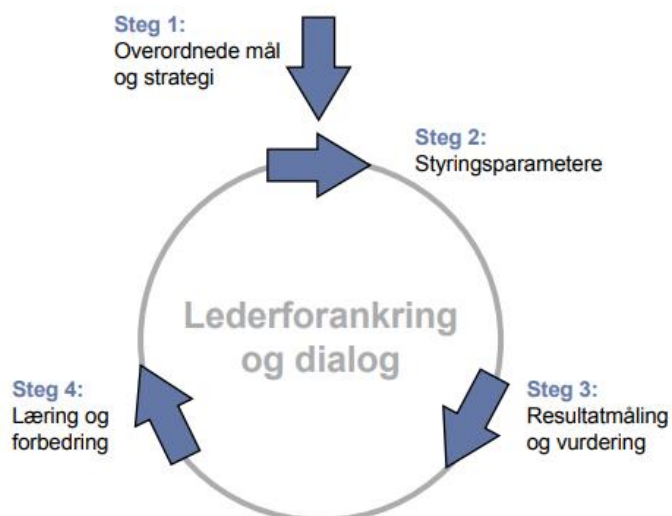 Steg 1:
Overordnede mål
og strategi
Steg 2:
Styringsparametere
Lederforankring
og dialog
Steg 3:
Resultatmåling
og vurdering
Steg 4:
Læring og
forbedring